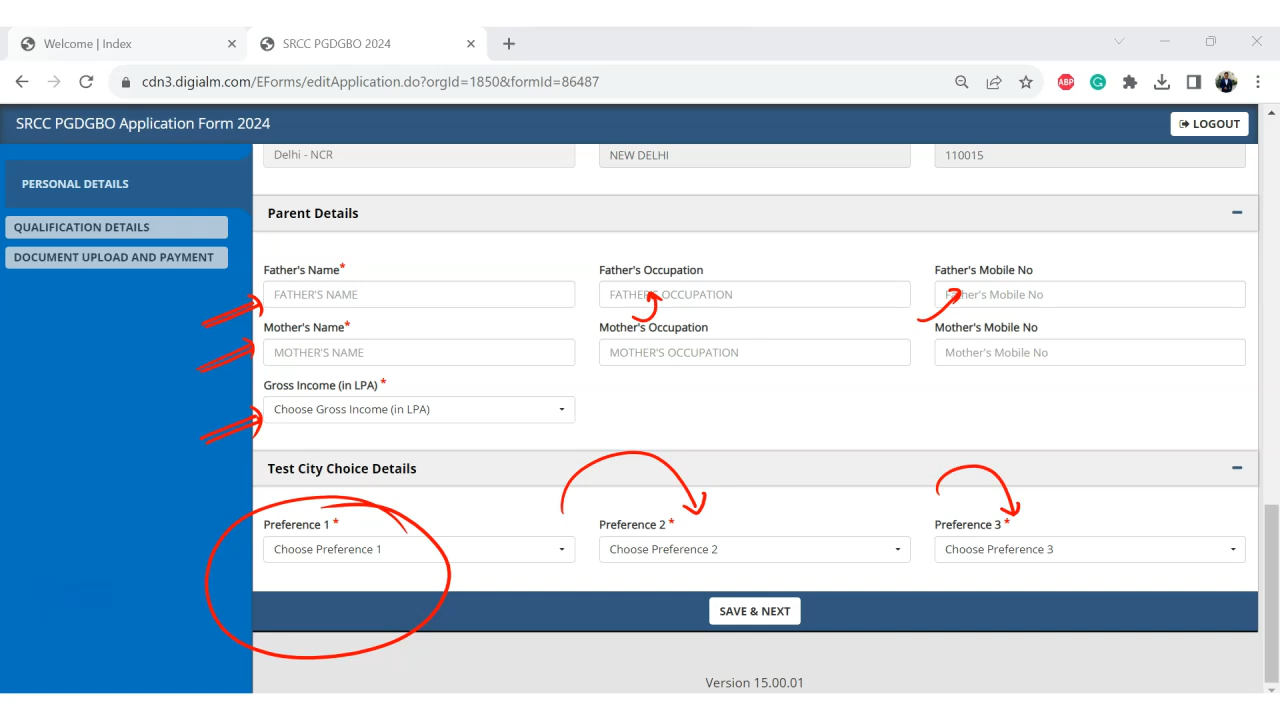 Welcome | Index
SRCC PGDGBO 2024
cdn3.digialm.com/EForms/editApplication.do?orgId=1850&formId=86487
ABP
SRCC PGDGBO Application Form 2024
LOGOUT
PERSONAL DETAILS
QUALIFICATION DETAILS
DOCUMENT UPLOAD AND PAYMENT
Delhi - NCR NEW DELHI 110015
Parent Details
Father's Name* Father's Occupation Father's Mobile No
FATHER'S NAME FATHER'S OCCUPATION Father's Mobile No
Mother's Name* Mother's Occupation Mother's Mobile No
MOTHER'S NAME MOTHER'S OCCUPATION Mother's Mobile No
Gross Income (in LPA) *
Choose Gross Income (in LPA)
Test City Choice Details
Preference 1 * Preference 2 * Preference 3 *
Choose Preference 1 Choose Preference 2 Choose Preference 3
SAVE & NEXT
Version 15.00.01